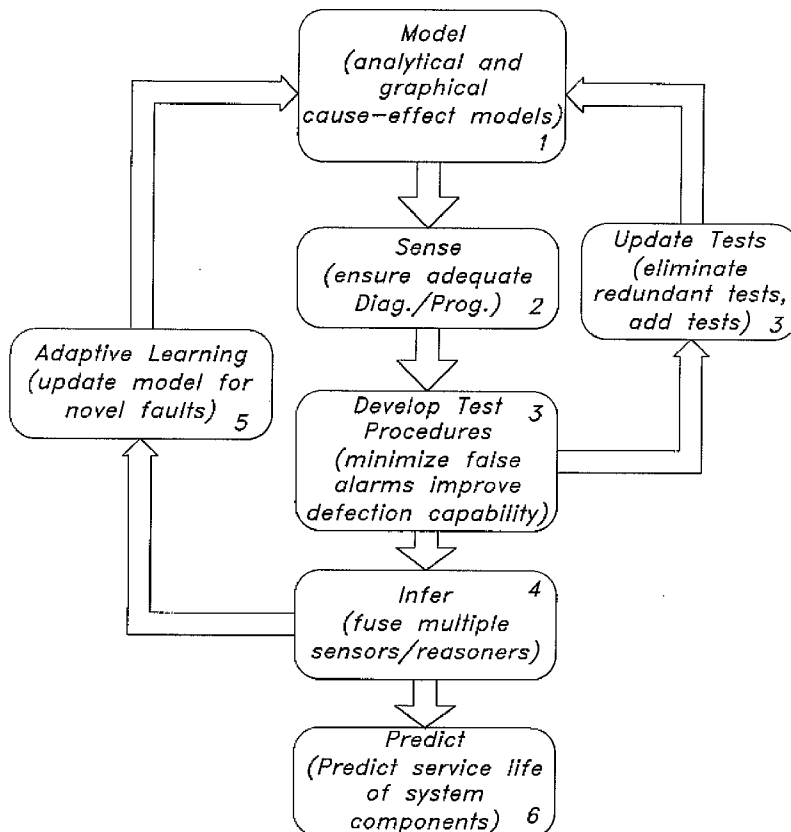 Model
(analytical and
graphical
cause-effect models)
1
Sense
(ensure adequate
Diag./Prog.)
2
Update Tests
(eliminate
redundant tests,
add tests)
3
Adaptive Learning
(update model for
novel faults)
5
Develop Test
3
Procedures
(minimize false
alarms improve
defection capability)
Infer
4
(fuse multiple
sensors/reasoners)
Predict
(Predict service life
of system
components)
6